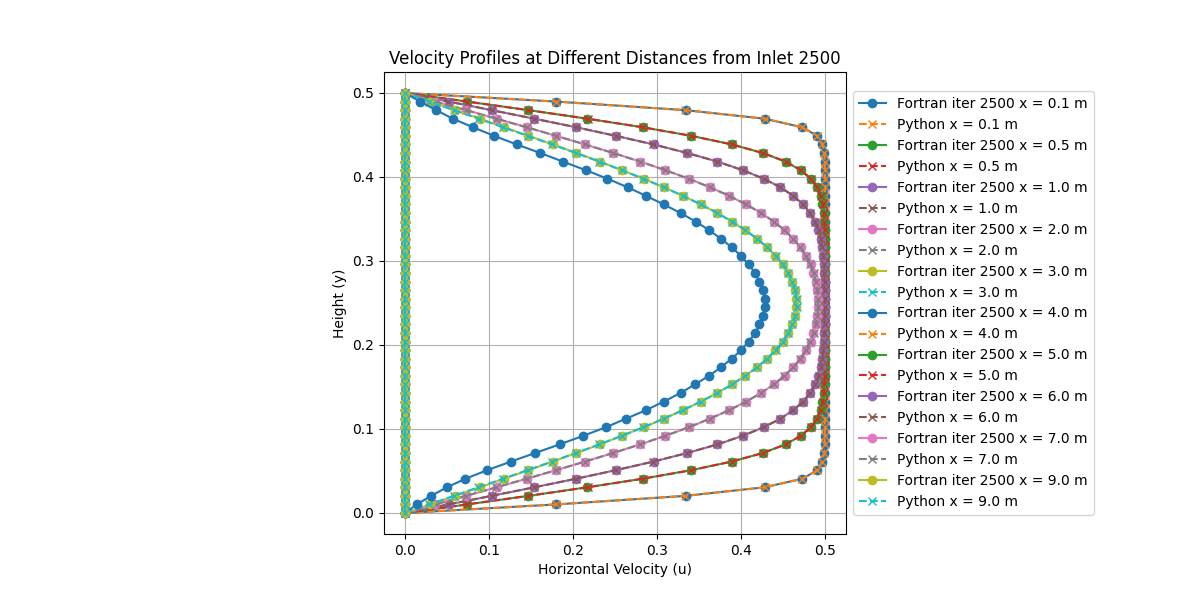 Velocity Profiles at Different Distances from Inlet 2500
0.5
0.4
0.3
0.2
0.1
0.0
Height (y)
0.0 0.1 0.2 0.3 0.4 0.5
Horizontal Velocity (u)
Fortran iter 2500 x = 0.1 m
Python x = 0.1 m
Fortran iter 2500 x = 0.5 m
Python x = 0.5 m
Fortran iter 2500 x = 1.0 m
Python x = 1.0 m
Fortran iter 2500 x = 2.0 m
Python x = 2.0 m
Fortran iter 2500 x = 3.0 m
Python x = 3.0 m
Fortran iter 2500 x = 4.0 m
Python x = 4.0 m
Fortran iter 2500 x = 5.0 m
Python x = 5.0 m
Fortran iter 2500 x = 6.0 m
Python x = 6.0 m
Fortran iter 2500 x = 7.0 m
Python x = 7.0 m
Fortran iter 2500 x = 9.0 m
Python x = 9.0 m